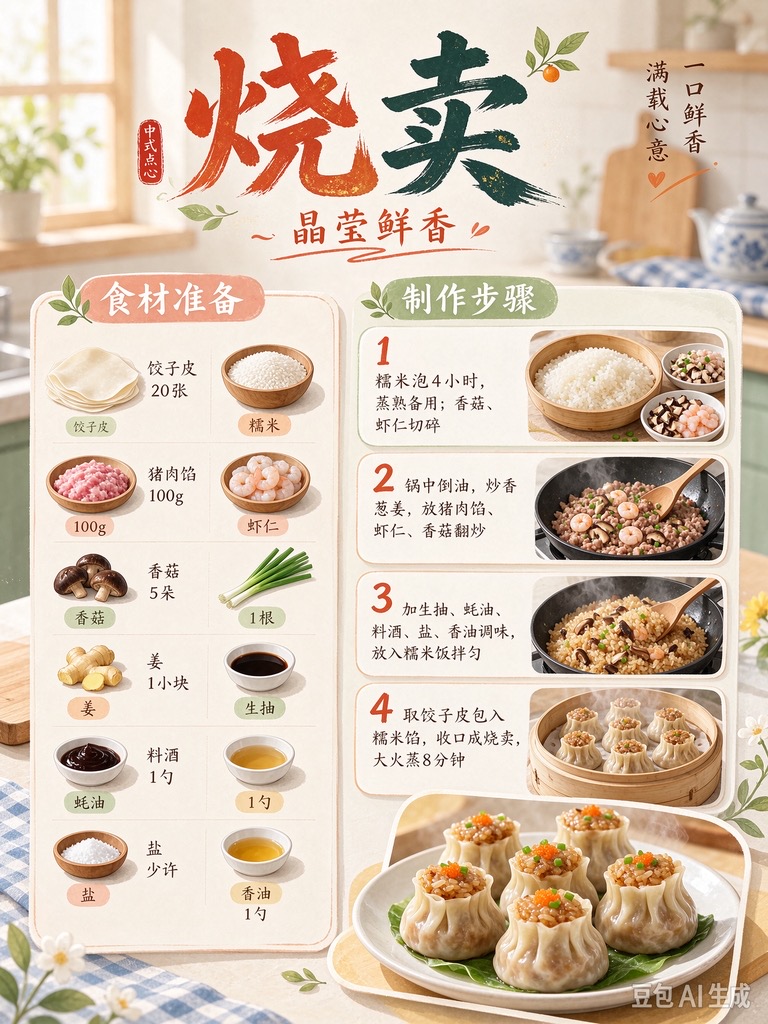 烧卖
中式点心
一口鲜香
满载心意
晶莹鲜香
食材准备
饺子皮
20张
饺子皮
糯米
猪肉馅
100g
100g
虾仁
香菇
5朵
香菇
1根
姜
1小块
姜
生抽
料酒
1勺
蚝油
1勺
盐
少许
盐
香油
1勺
制作步骤
1
糯米泡4小时，
蒸熟备用；香菇、
虾仁切碎
2 锅中倒油，炒香
葱姜，放猪肉馅、
虾仁、香菇翻炒
3 加生抽、蚝油、
料酒、盐、香油调味，
放入糯米饭拌匀
4 取饺子皮包入
糯米馅，收口成烧卖，
大火蒸8分钟
豆包AI生成